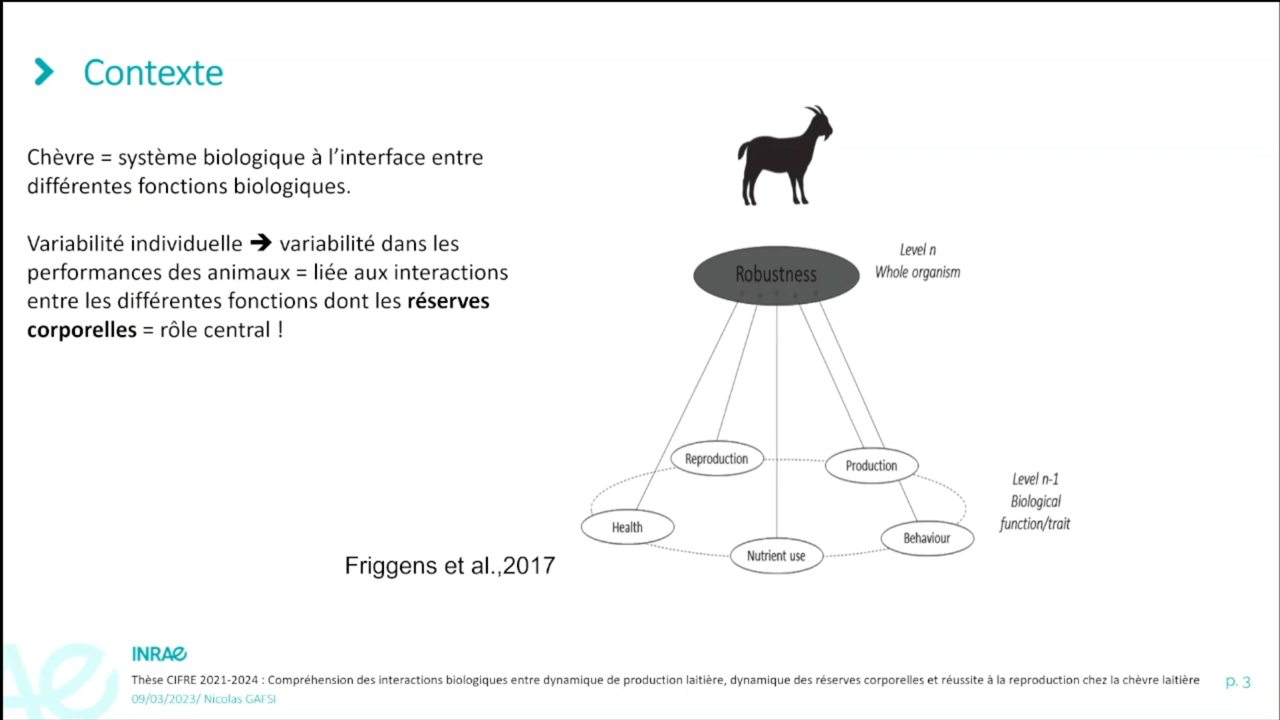 Contexte
Chèvre = système biologique à l’interface entre
différentes fonctions biologiques.
Variabilité individuelle ➔ variabilité dans les
performances des animaux = liée aux interactions
entre les différentes fonctions dont les réserves
corporelles = rôle central !
Robustness
Level n
Whole organism
Reproduction
Production
Health
Nutrient use
Behaviour
Level n-1
Biological
function/trait
Friggens et al.,2017
INRAE
Thèse CIFRE 2021-2024 : Compréhension des interactions biologiques entre dynamique de production laitière, dynamique des réserves corporelles et réussite à la reproduction chez la chèvre laitière
09/03/2023/ Nicolas GAFSI
p. 3